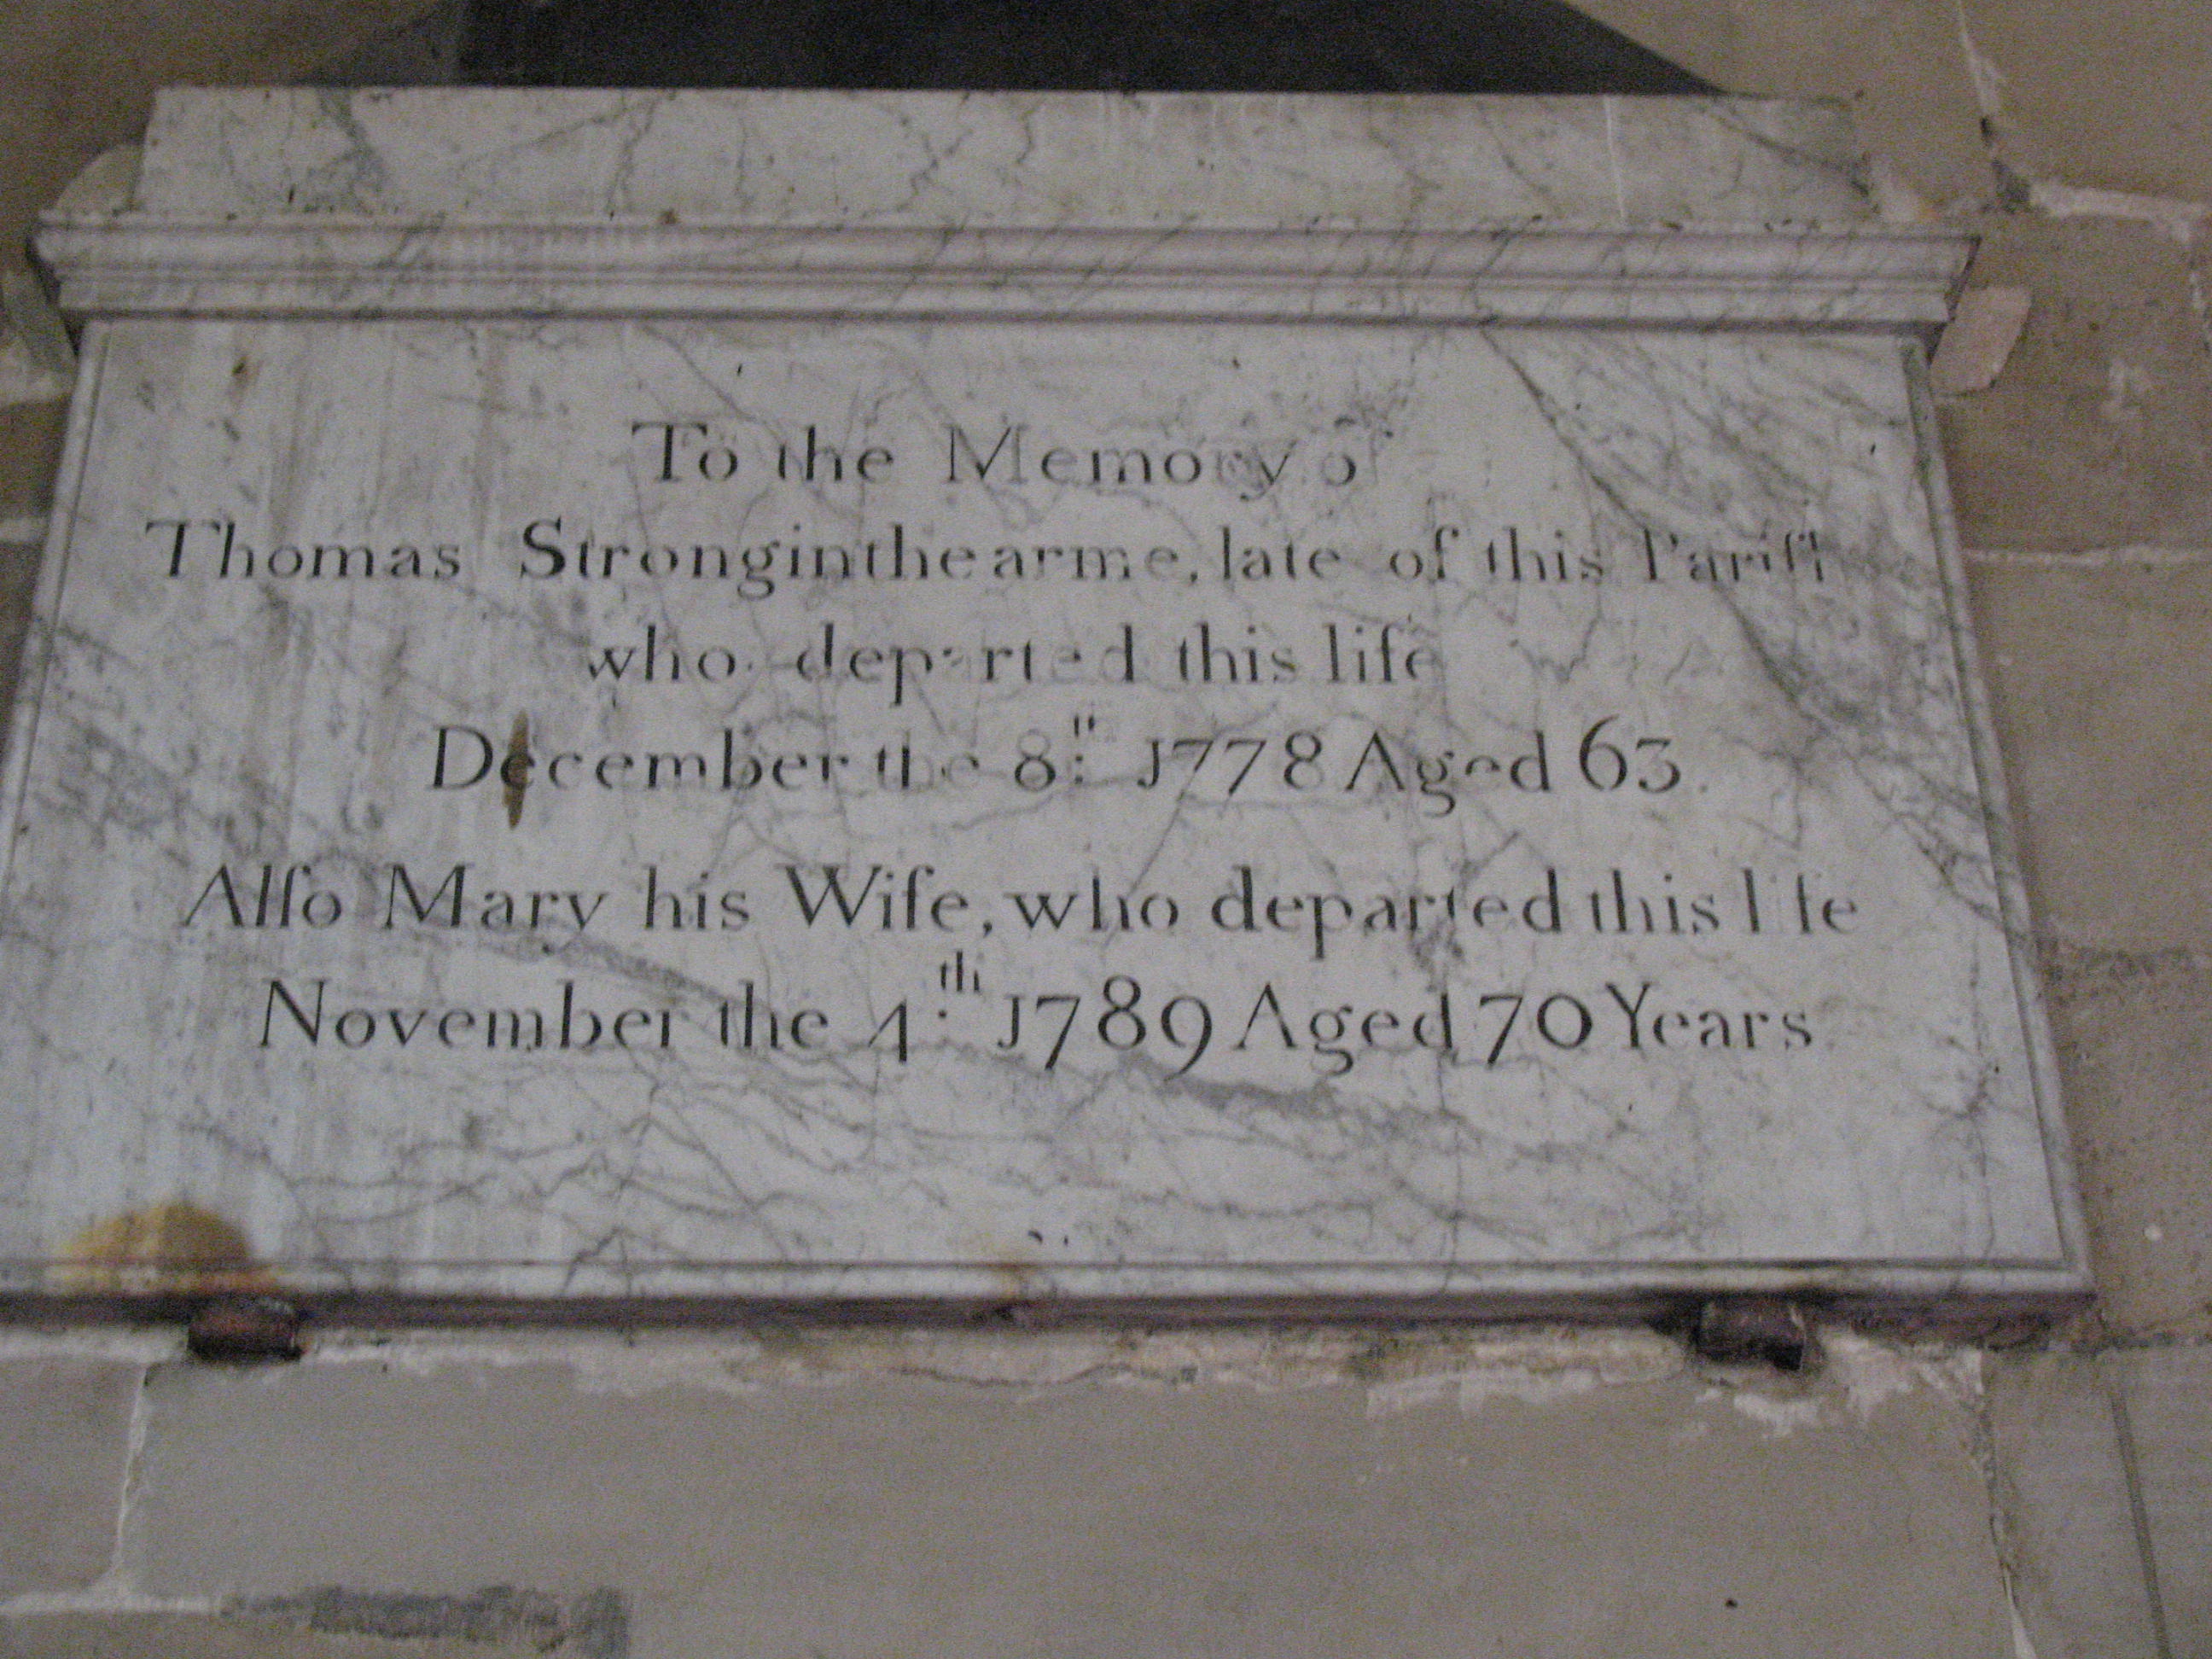 To the Memory of
Thomas Stronginthearme, late of this Pariſh
who departed this life
December the 8th 1778 Aged 63.
Alſo Mary his Wife, who departed this life
November the 4th 1789 Aged 70 Years